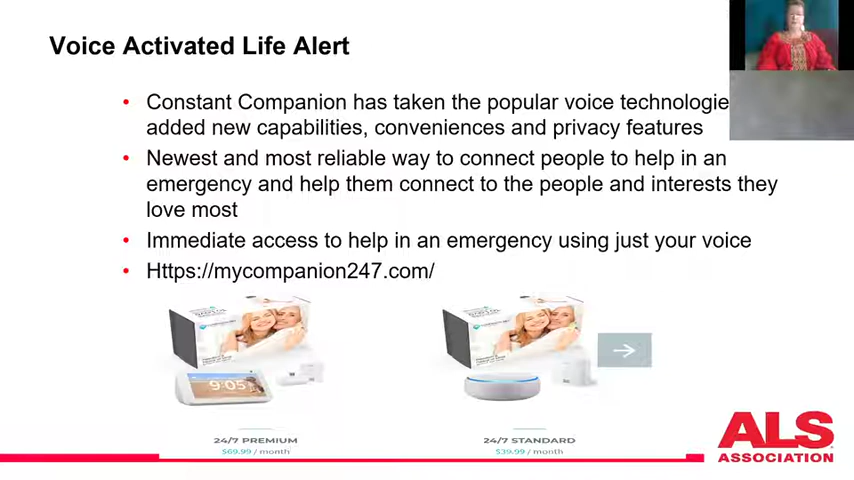 Voice Activated Life Alert
• Constant Companion has taken the popular voice technologie
added new capabilities, conveniences and privacy features
• Newest and most reliable way to connect people to help in an
emergency and help them connect to the people and interests they
love most
• Immediate access to help in an emergency using just your voice
• Https://mycompanion247.com/
9:05
24/7 PREMIUM
$69.99 / month
24/7 STANDARD
$39.99 / month
ALS
ASSOCIATION